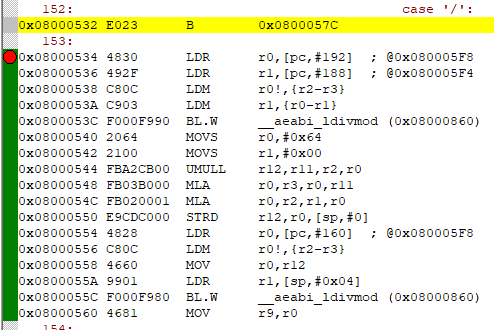 152: case '/':
0x08000532 E023 B 0x0800057C
153:
0x08000534 4830 LDR r0,[pc,#192] ; @0x080005F8
0x08000536 492F LDR r1,[pc,#188] ; @0x080005F4
0x08000538 C80C LDM r0!,{r2-r3}
0x0800053A C903 LDM r1,{r0-r1}
0x0800053C F000F990 BL.W __aeabi_ldivmod (0x08000860)
0x08000540 2064 MOVS r0,#0x64
0x08000542 2100 MOVS r1,#0x00
0x08000544 FBA2CB00 UMULL r12,r11,r2,r0
0x08000548 FB03B000 MLA r0,r3,r0,r11
0x0800054C FB020001 MLA r0,r2,r1,r0
0x08000550 E9CDC000 STRD r12,r0,[sp,#0]
0x08000554 4828 LDR r0,[pc,#160] ; @0x080005F8
0x08000556 C80C LDM r0!,{r2-r3}
0x08000558 4660 MOV r0,r12
0x0800055A 9901 LDR r1,[sp,#0x04]
0x0800055C F000F980 BL.W __aeabi_ldivmod (0x08000860)
0x08000560 4681 MOV r9,r0
154: